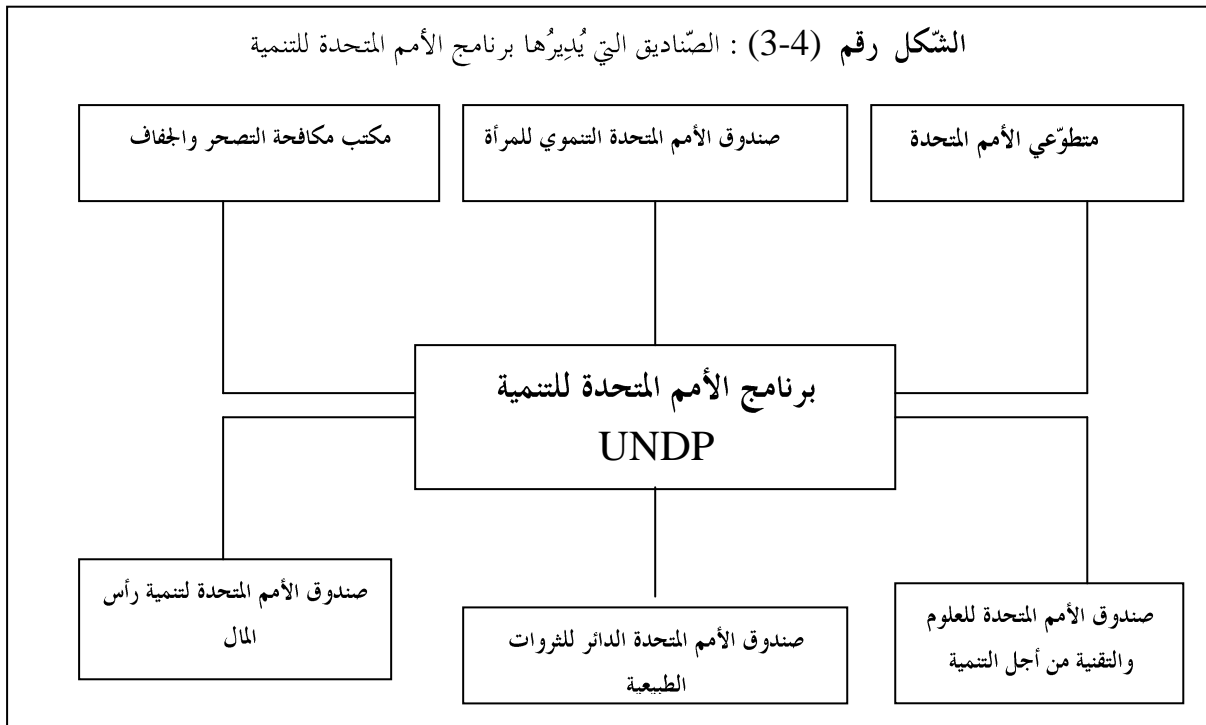 الشّكل رقم (3-4) : الصّناديق التي يُدِيرُها برنامج الأمم المتحدة للتنمية
متطوّعي الأمم المتحدة
صندوق الأمم المتحدة التنموي للمرأة
مكتب مكافحة التصحر والجفاف
برنامج الأمم المتحدة للتنمية
UNDP
صندوق الأمم المتحدة للعلوم
والتقنية من أجل التنمية
صندوق الأمم المتحدة الدائر للثروات
الطبيعية
صندوق الأمم المتحدة لتنمية رأس
المال